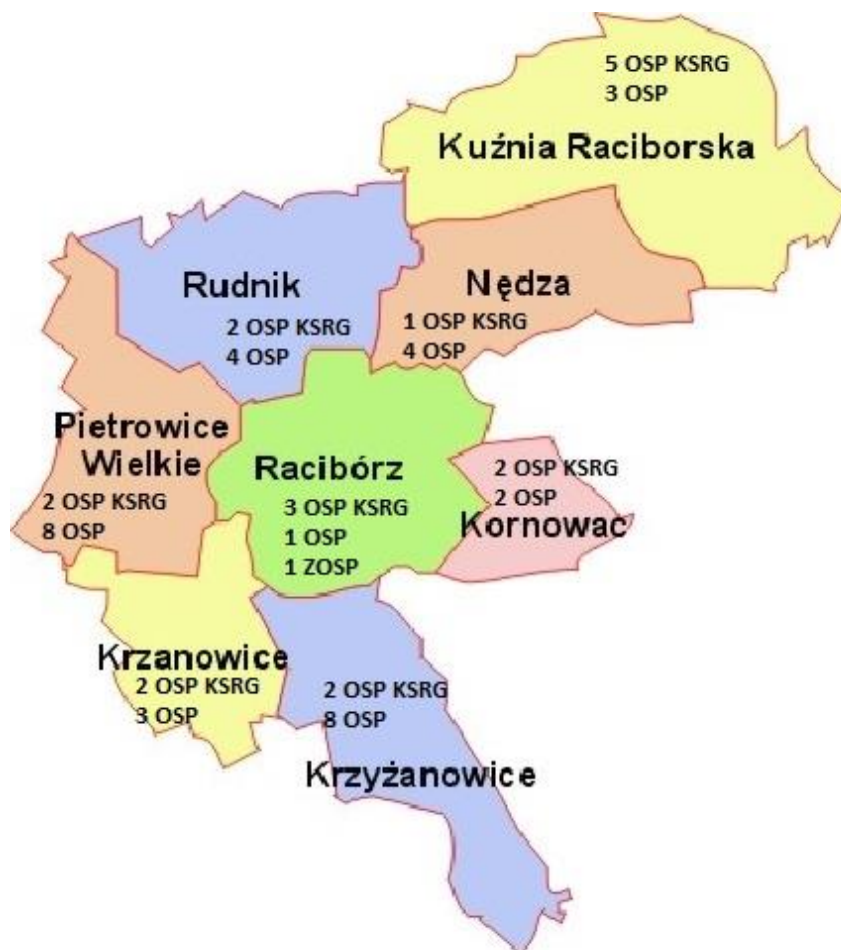 5 OSP KSRG
3 OSP
Kuźnia Raciborska
Rudnik
2 OSP KSRG
4 OSP
Nędza
1 OSP KSRG
4 OSP
Pietrowice
Wielkie
2 OSP KSRG
8 OSP
Racibórz
3 OSP KSRG
1 OSP
1 ZOSP
2 OSP KSRG
2 OSP
Kornowac
Krzanowice
2 OSP KSRG
3 OSP
2 OSP KSRG
8 OSP
Krzyżanowice